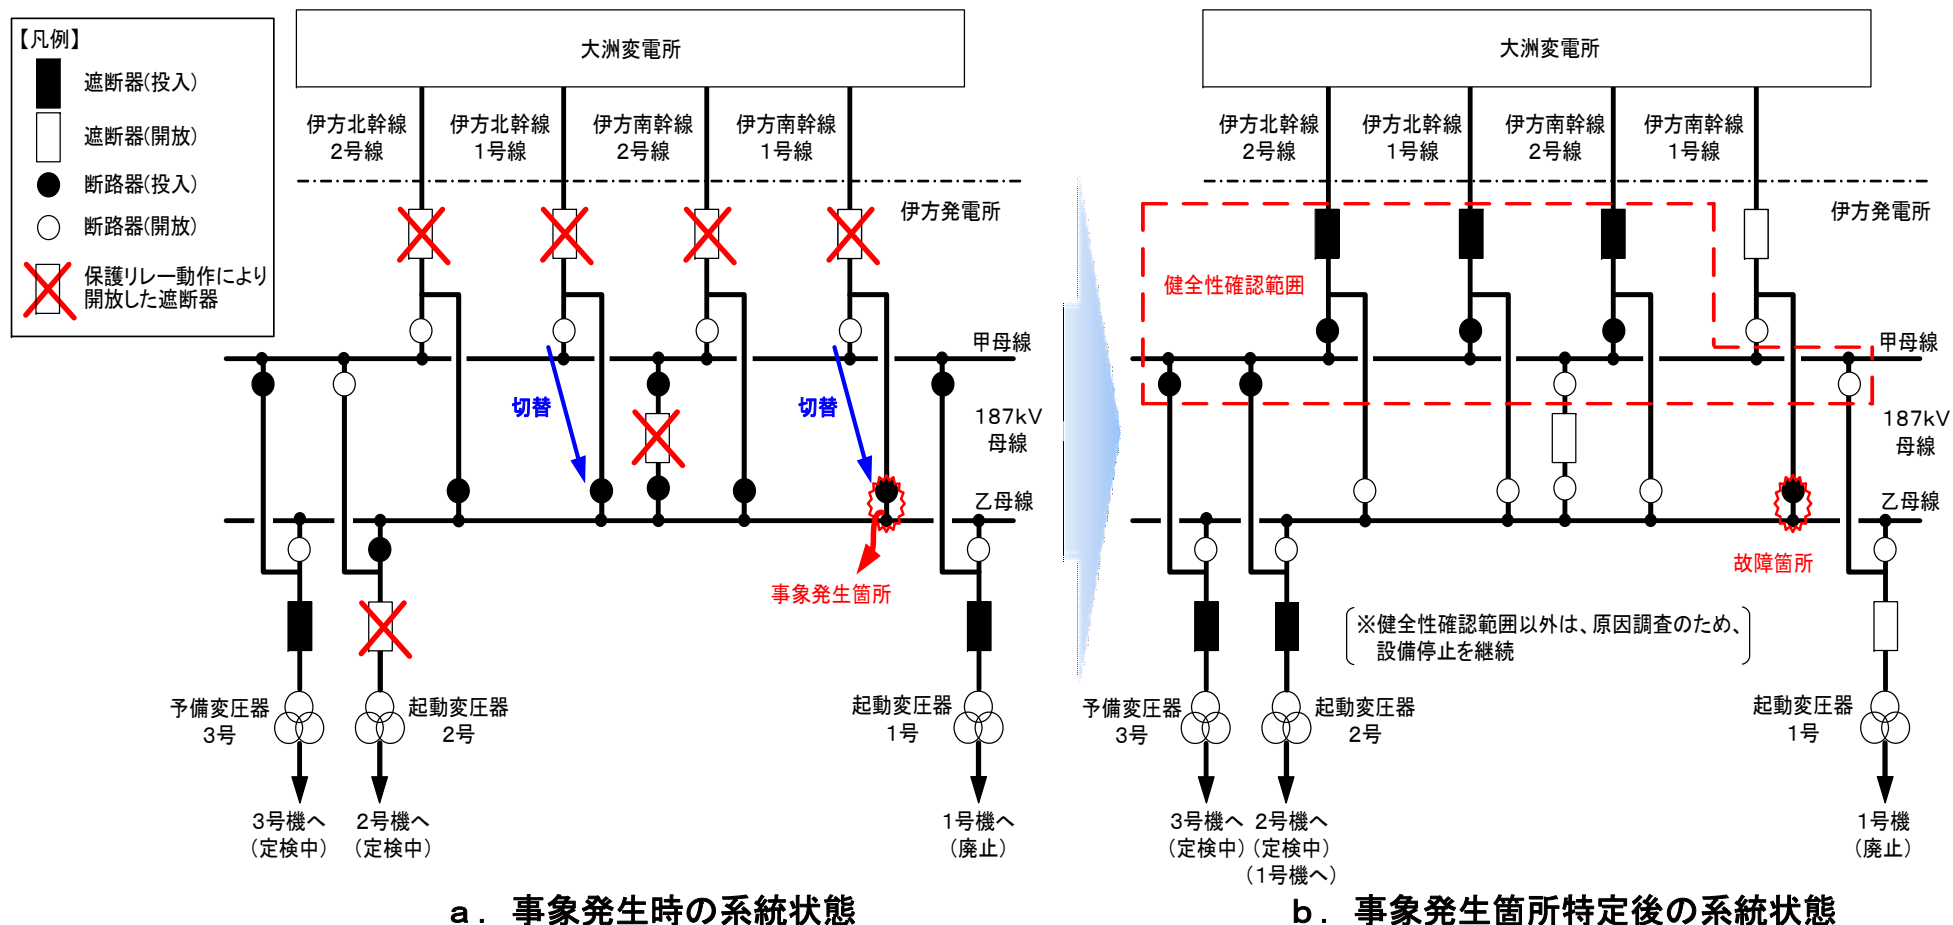 【凡例】
遮断器(投入)
遮断器(開放)
断路器(投入)
断路器(開放)
保護リレー動作により
開放した遮断器
大洲変電所
伊方北幹線
2号線
伊方北幹線
1号線
伊方南幹線
2号線
伊方南幹線
1号線
伊方発電所
甲母線
切替
切替
187kV
母線
乙母線
事象発生箇所
予備変圧器
3号
起動変圧器
2号
起動変圧器
1号
3号機へ
(定検中)
2号機へ
(定検中)
1号機へ
(廃止)
a. 事象発生時の系統状態
大洲変電所
伊方北幹線
2号線
伊方北幹線
1号線
伊方南幹線
2号線
伊方南幹線
1号線
伊方発電所
健全性確認範囲
甲母線
187kV
母線
乙母線
故障箇所
※健全性確認範囲以外は、原因調査のため、
設備停止を継続
予備変圧器
3号
起動変圧器
2号
起動変圧器
1号
3号機へ
(定検中)
2号機へ
(定検中)
(1号機へ)
1号機
(廃止)
b. 事象発生箇所特定後の系統状態